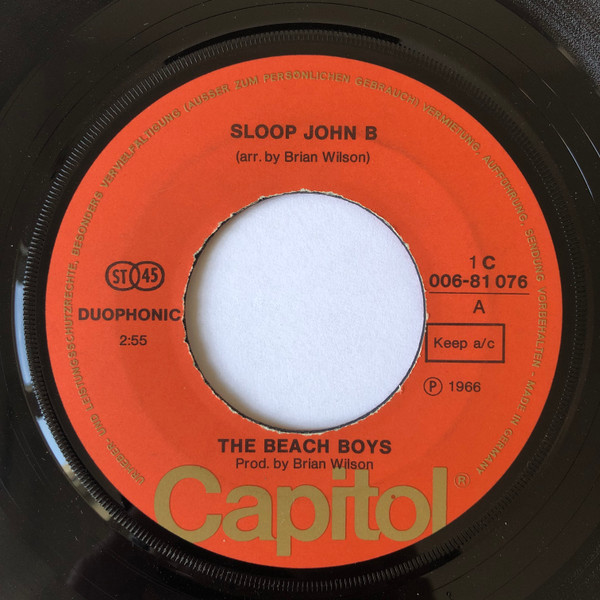 URHEBER- UND LEISTUNGSSCHUTZRECHTE, BESONDERS VERVIELFÄLTIGUNG (AUSSER ZUM PERSÖNLICHEN GEBRAUCH) VERMIETUNG, AUFFÜHRUNG, SENDUNG VORBEHALTEN - MADE IN GERMANY
SLOOP JOHN B
(arr. by Brian Wilson)
ST 45
DUOPHONIC
2:55
1 C
006-81 076
A
Keep a/c
℗ 1966
THE BEACH BOYS
Prod. by Brian Wilson
Capitol®